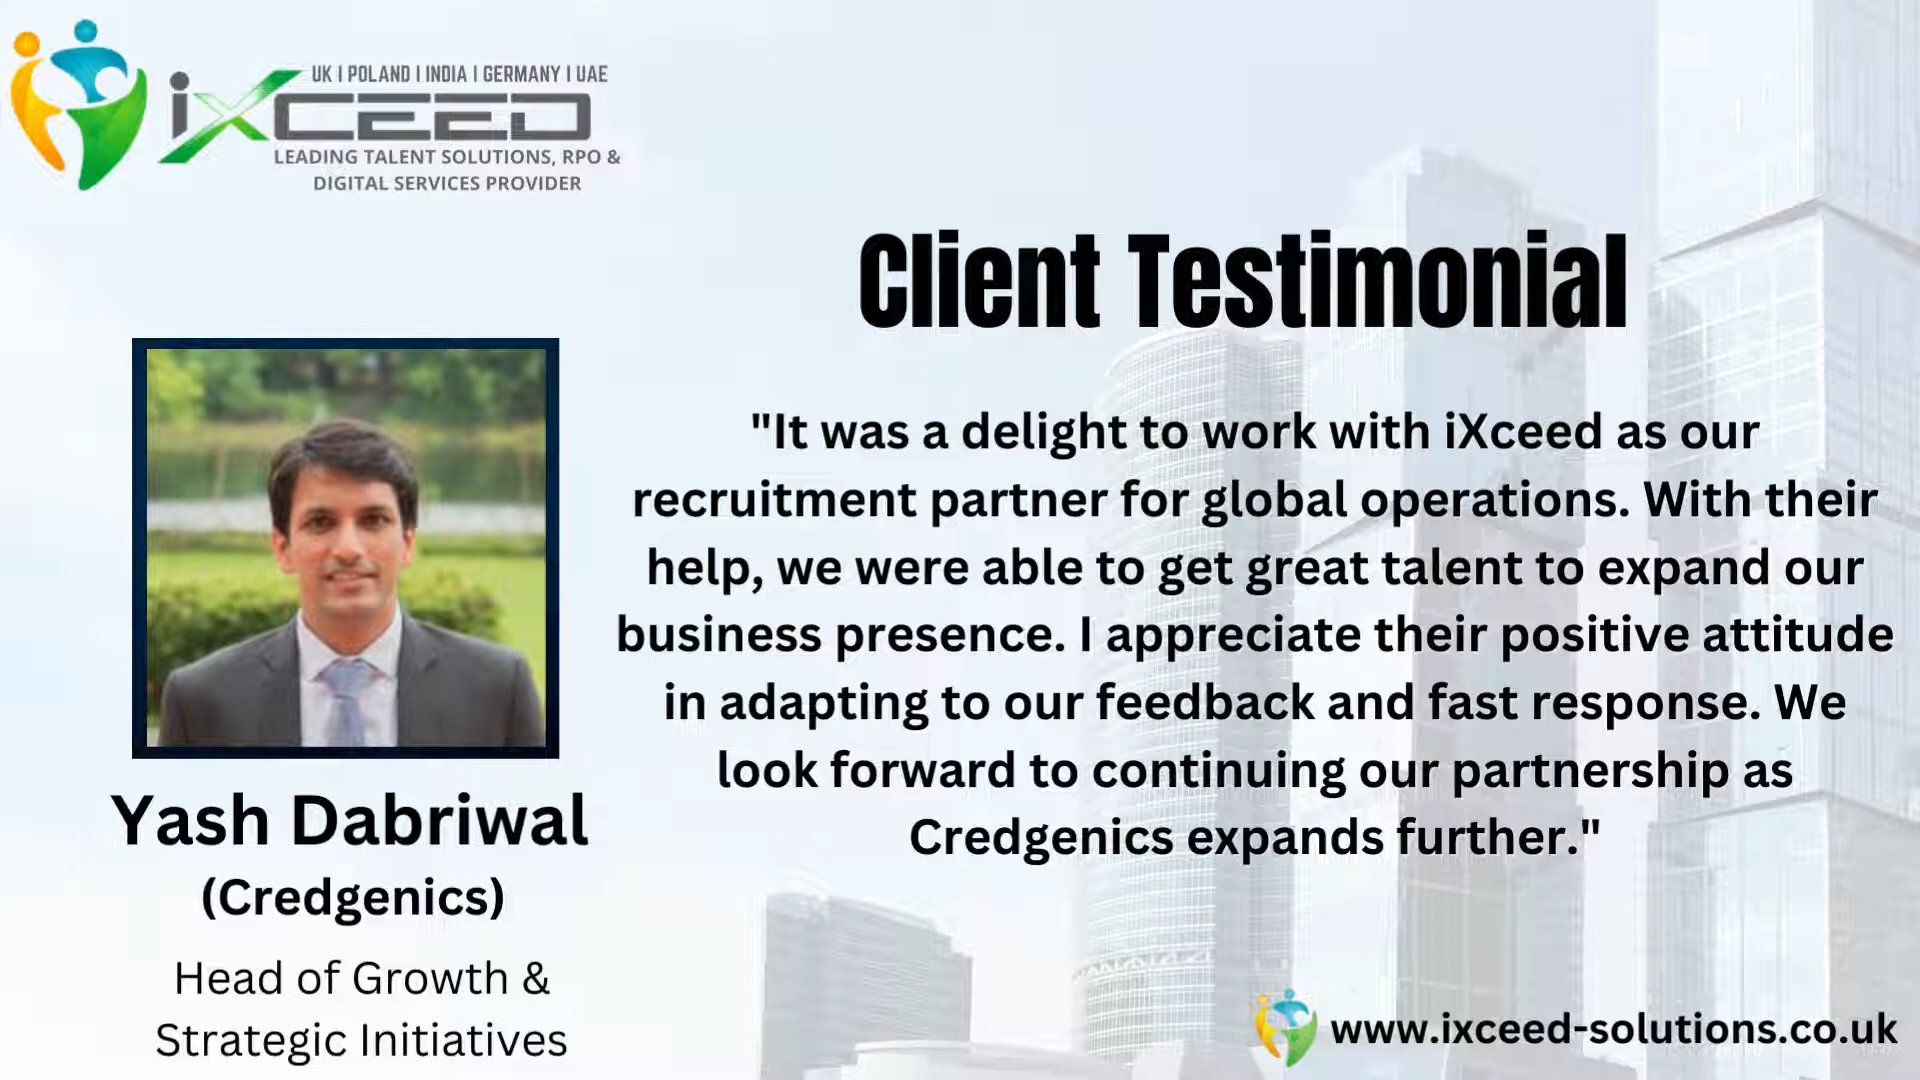 UK I POLAND I INDIA I GERMANY I UAE
iXCEED
LEADING TALENT SOLUTIONS, RPO &
DIGITAL SERVICES PROVIDER
Client Testimonial
"It was a delight to work with iXceed as our
recruitment partner for global operations. With their
help, we were able to get great talent to expand our
business presence. I appreciate their positive attitude
in adapting to our feedback and fast response. We
look forward to continuing our partnership as
Credgenics expands further."
Yash Dabriwal
(Credgenics)
Head of Growth &
Strategic Initiatives
www.ixceed-solutions.co.uk